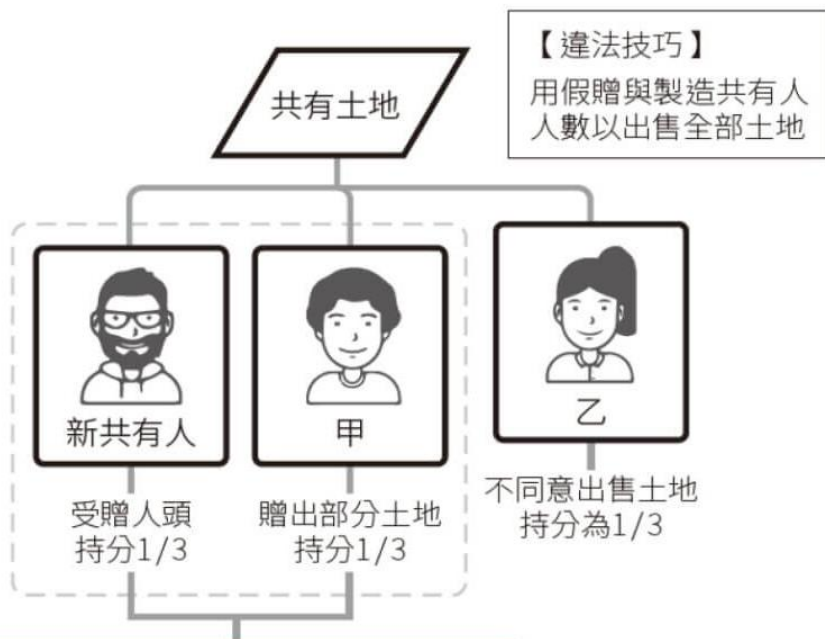 共有土地
【違法技巧】
用假贈與製造共有人
人數以出售全部土地
新共有人
甲
乙
受贈人頭
持分1/3
贈出部分土地
持分1/3
不同意出售土地
持分為1/3